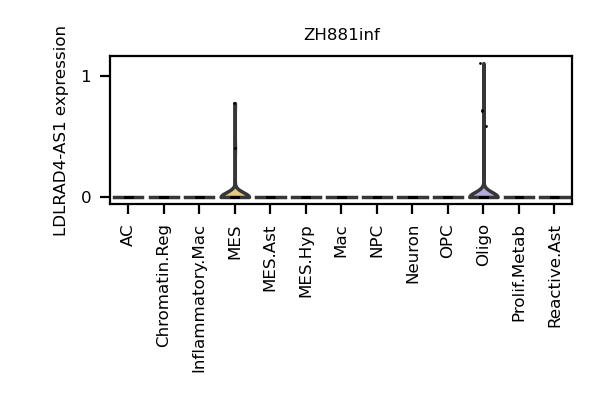 ZH881inf
LDLRAD4-AS1 expression
1
0
AC
Chromatin.Reg
Inflammatory.Mac
MES
MES.Ast
MES.Hyp
Mac
NPC
Neuron
OPC
Oligo
Prolif.Metab
Reactive.Ast